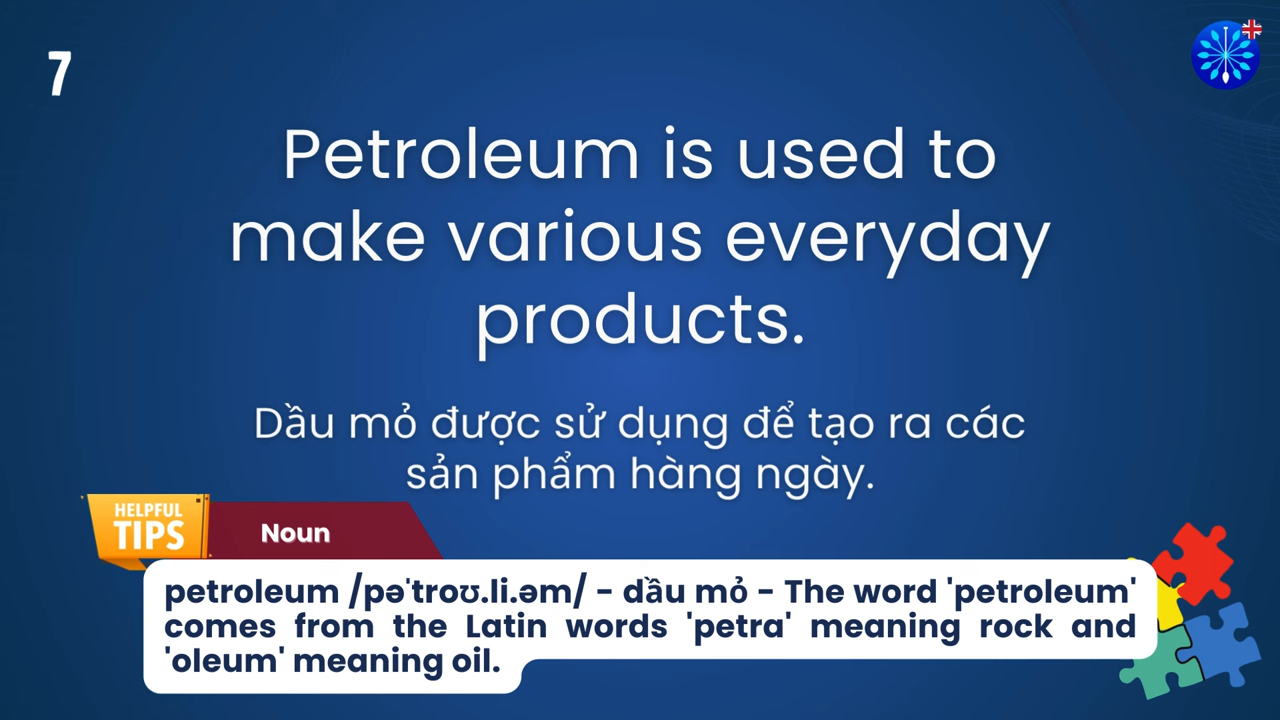 7
Petroleum is used to
make various everyday
products.
Dầu mỏ được sử dụng để tạo ra các
sản phẩm hàng ngày.
HELPFUL
TIPS
Noun
petroleum /pəˈtroʊ.li.əm/ - dầu mỏ - The word 'petroleum'
comes from the Latin words 'petra' meaning rock and
'oleum' meaning oil.